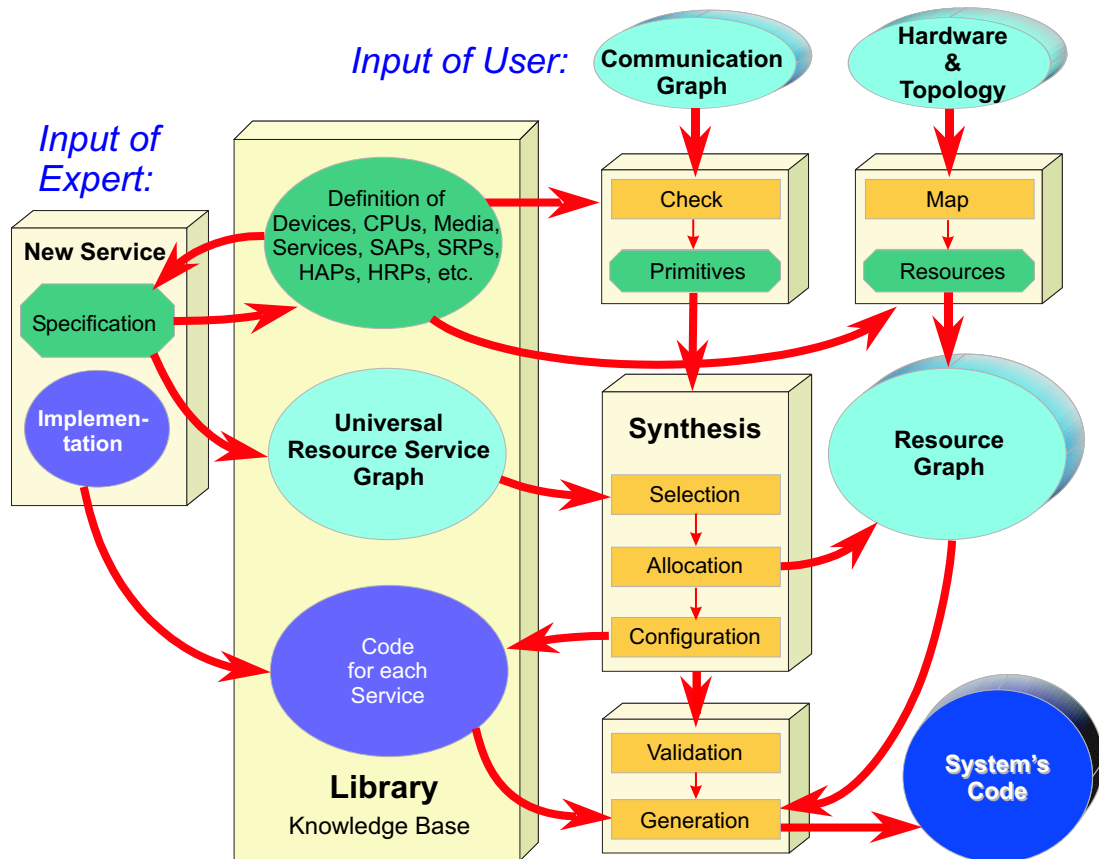 Input of User:
Communication
Graph
Hardware
&
Topology
Input of
Expert:
New Service
Specification
Implemen-
tation
Definition of
Devices, CPUs, Media,
Services, SAPs, SRPs,
HAPs, HRPs, etc.
Universal
Resource Service
Graph
Code
for each
Service
Library
Knowledge Base
Check
Primitives
Map
Resources
Synthesis
Selection
Allocation
Configuration
Resource
Graph
Validation
Generation
System's
Code